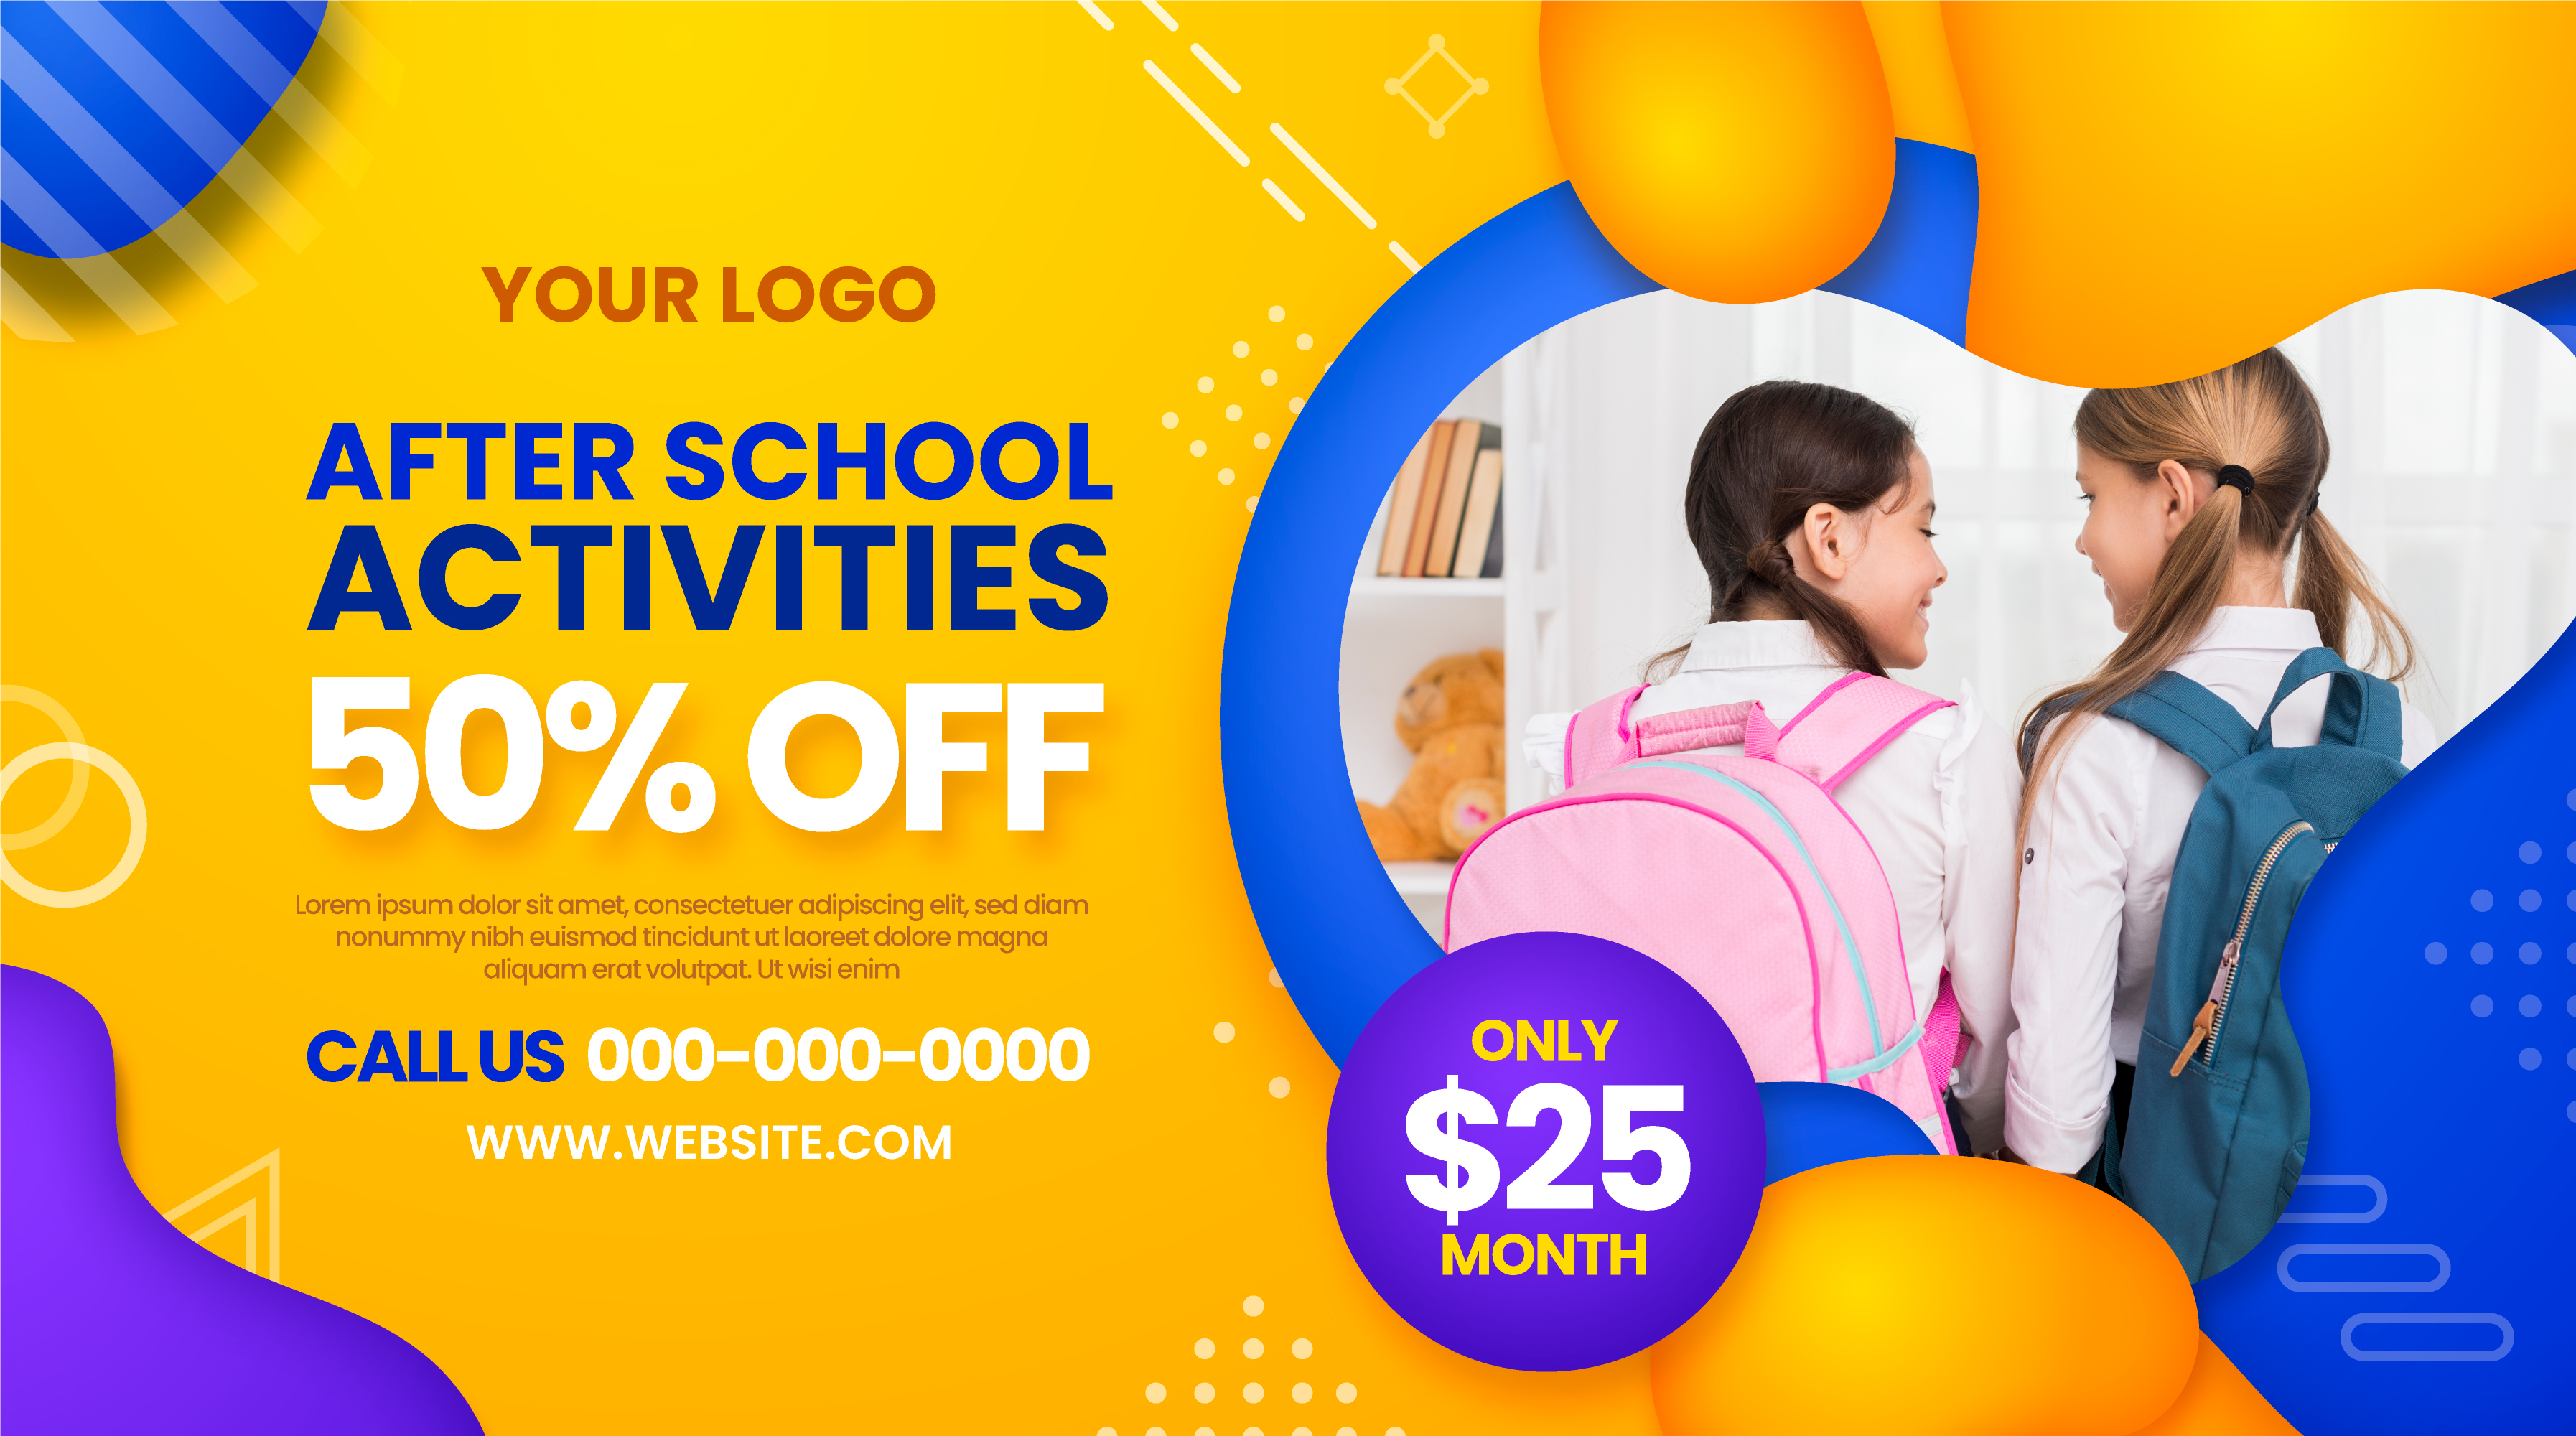 YOUR LOGO
AFTER SCHOOL
ACTIVITIES
50% OFF
Lorem ipsum dolor sit amet, consectetuer adipiscing elit, sed diam
nonummy nibh euismod tincidunt ut laoreet dolore magna
aliquam erat volutpat. Ut wisi enim
CALL US 000-000-0000
WWW.WEBSITE.COM
ONLY
$25
MONTH